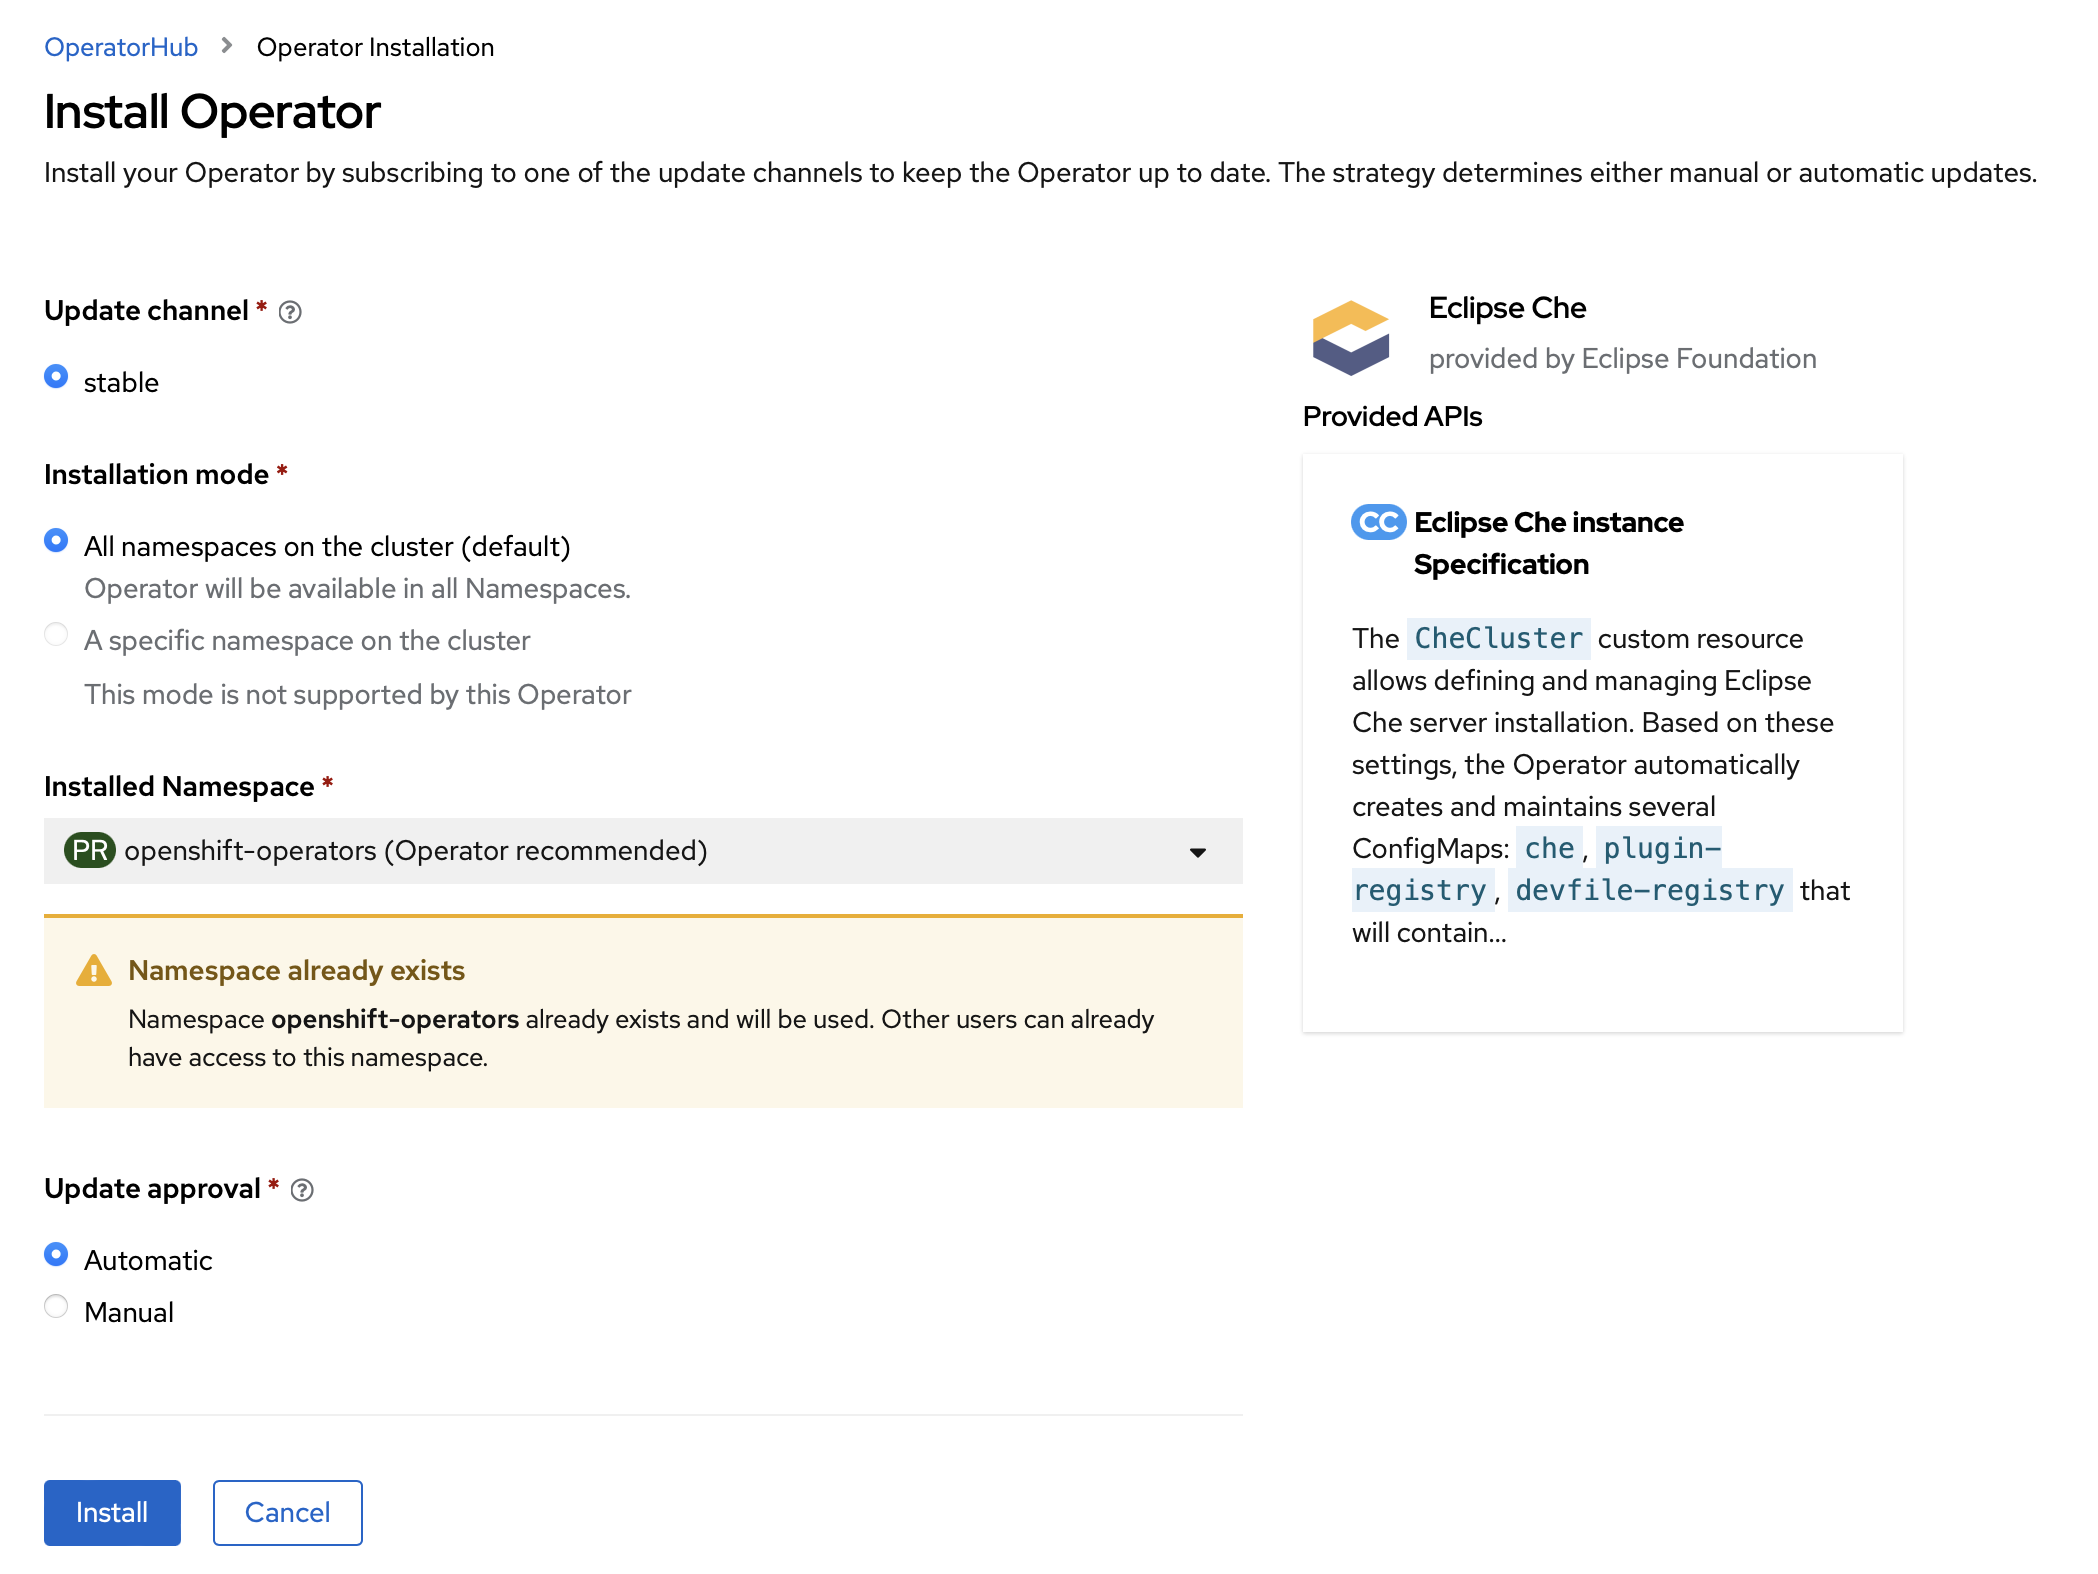 OperatorHub > Operator Installation
Install Operator
Install your Operator by subscribing to one of the update channels to keep the Operator up to date. The strategy determines either manual or automatic updates.
Update channel *
stable
Installation mode *
All namespaces on the cluster (default)
Operator will be available in all Namespaces.
A specific namespace on the cluster
This mode is not supported by this Operator
Installed Namespace *
PR openshift-operators (Operator recommended)
Namespace already exists
Namespace openshift-operators already exists and will be used. Other users can already
have access to this namespace.
Update approval *
Automatic
Manual
Install Cancel
Eclipse Che
provided by Eclipse Foundation
Provided APIs
CC Eclipse Che instance
Specification
The CheCluster custom resource
allows defining and managing Eclipse
Che server installation. Based on these
settings, the Operator automatically
creates and maintains several
ConfigMaps: che, plugin-
registry, devfile-registry that
will contain...